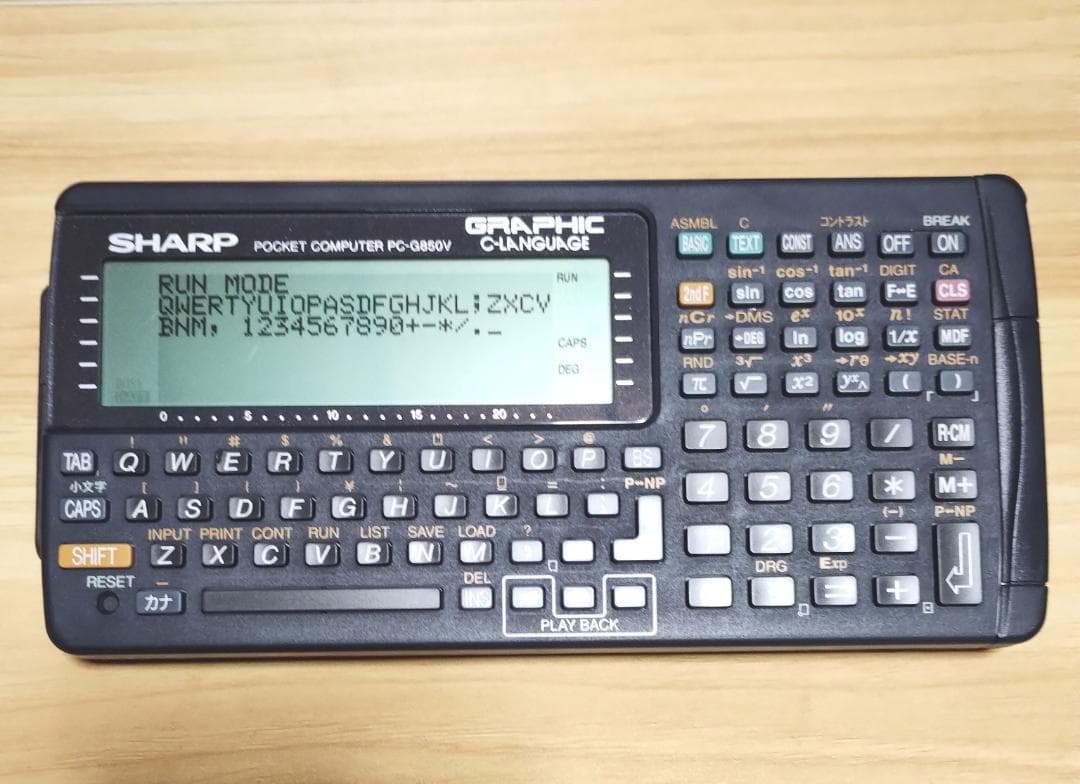 SHARP POCKET COMPUTER PC-G850V
GRAPHIC
C-LANGUAGE
RUN MODE
QWERTYUIOPASDFGHJKL;ZXCV
BNM, 1234567890+-*/._
RUN
CAPS
DEG
0 5 10 15 20
ASMBL C コントラスト BREAK
BASIC TEXT CONST ANS OFF ON
sin⁻¹ cos⁻¹ tan⁻¹ DIGIT CA
2ndF sin cos tan F↔E CLS
nCr →DMS eˣ 10ˣ n! STAT
nPr →DEG ln log 1/x MDF
RND ³√ x³ →rθ →xy BASE-n
π √ x² yˣ^ ( )
° ′ ″
7 8 9 / R·CM
M−
4 5 6 * M+
(−) P↔NP
2 3 −
DRG Exp
= +
! " # $ % & < > @
TAB Q W E R T Y U I O P BS
小文字 [ ] { } ¥ | ~ = : P↔NP
CAPS A S D F G H J K L
INPUT PRINT CONT RUN LIST SAVE LOAD ?
SHIFT Z X C V B N M ,
RESET DEL
カナ INS
PLAY BACK